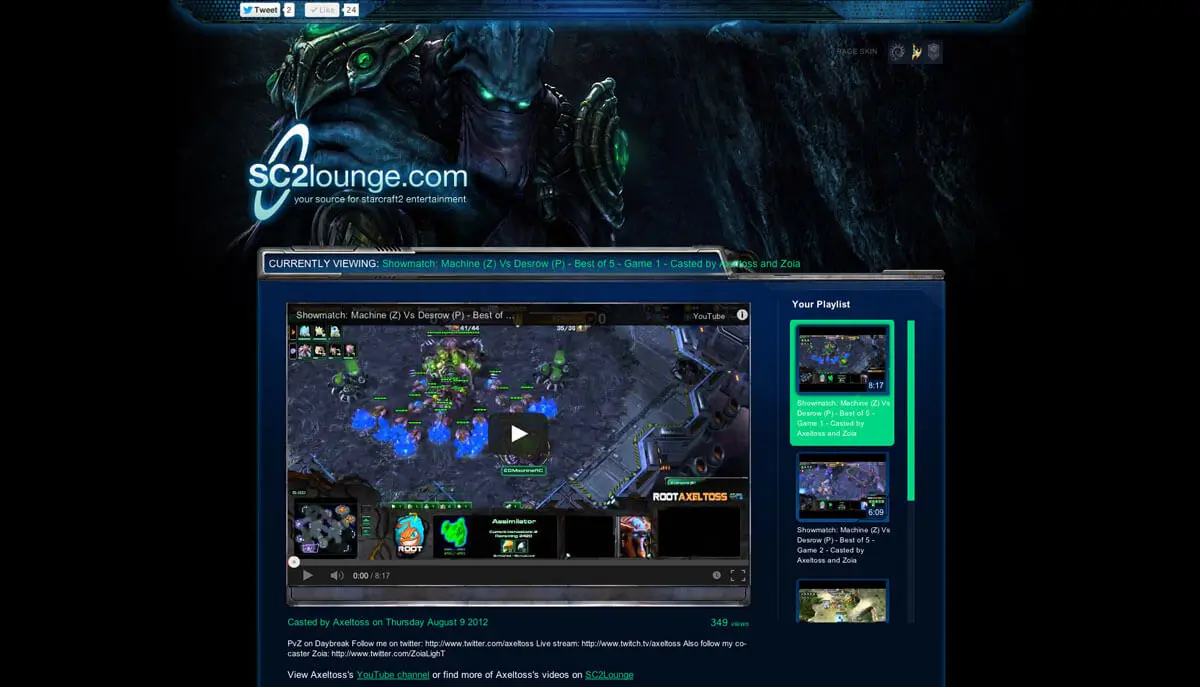 Tweet 2 Like 24
PAGE SKIN
SC2lounge.com
your source for starcraft2 entertainment
CURRENTLY VIEWING: Showmatch: Machine (Z) Vs Desrow (P) - Best of 5 - Game 1 - Casted by Axeltoss and Zoia
Showmatch: Machine (Z) Vs Desrow (P) - Best of ...
YouTube
41/44
35/36
EGMachineRC
ROOTAXELTOSS
ROOT
Assimilator
0:00 / 8:17
Your Playlist
8:17
Showmatch: Machine (Z) Vs
Desrow (P) - Best of 5 -
Game 1 - Casted by
Axeltoss and Zoia
6:09
Showmatch: Machine (Z) Vs
Desrow (P) - Best of 5 -
Game 2 - Casted by
Axeltoss and Zoia
Casted by Axeltoss on Thursday August 9 2012
349 views
PvZ on Daybreak Follow me on twitter: http://www.twitter.com/axeltoss Live stream: http://www.twitch.tv/axeltoss Also follow my co-
caster Zoia: http://www.twitter.com/ZoiaLighT
View Axeltoss's YouTube channel or find more of Axeltoss's videos on SC2Lounge